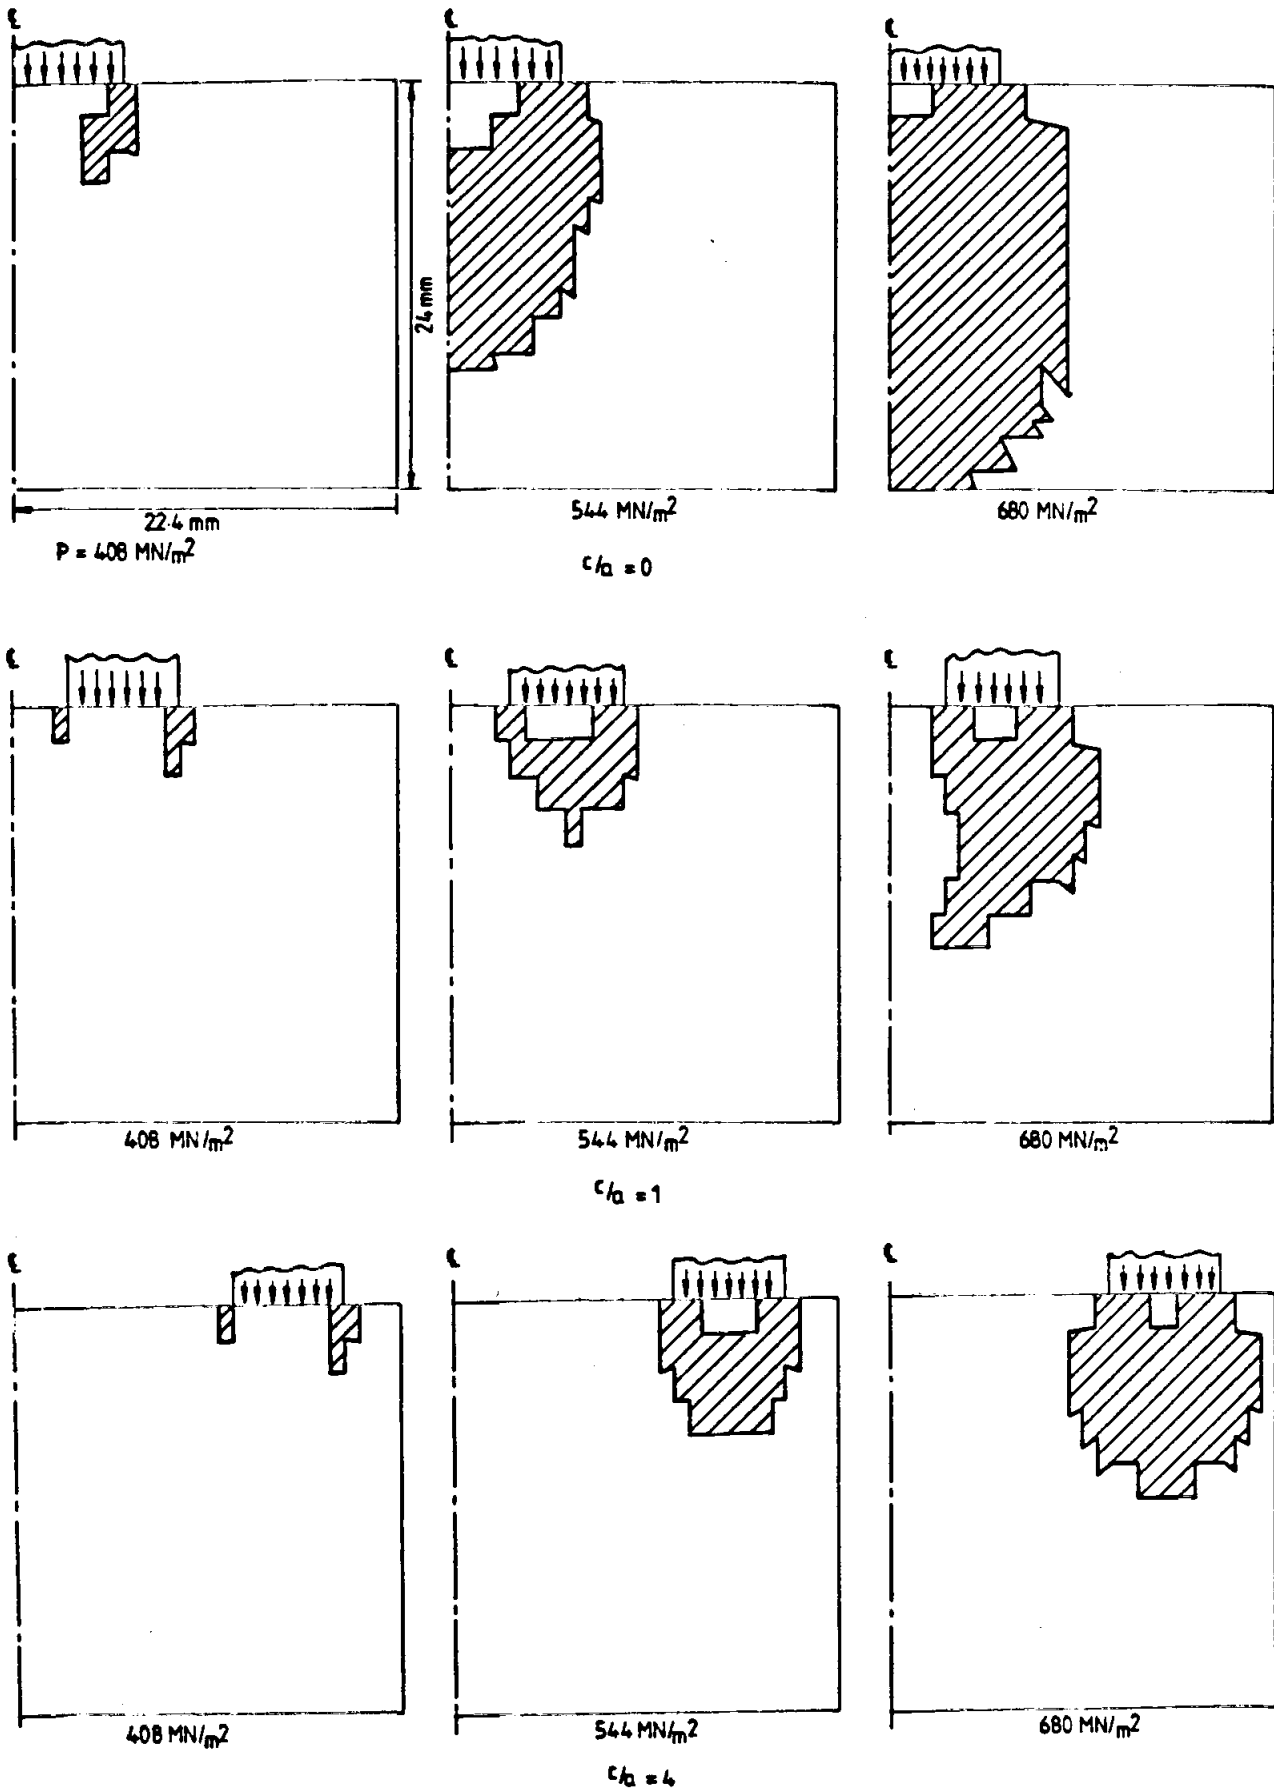 ℄
℄
℄
24 mm
22.4 mm
P = 408 MN/m²
544 MN/m²
680 MN/m²
c/a = 0
℄
℄
℄
408 MN/m²
544 MN/m²
680 MN/m²
c/a = 1
℄
℄
℄
408 MN/m²
544 MN/m²
680 MN/m²
c/a = 4